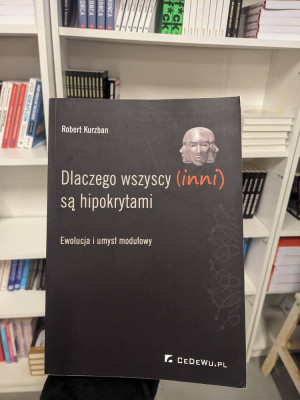 Robert Kurzban
Dlaczego wszyscy (inni)
są hipokrytami
Ewolucja i umysł modułowy
CEDEWU.PL